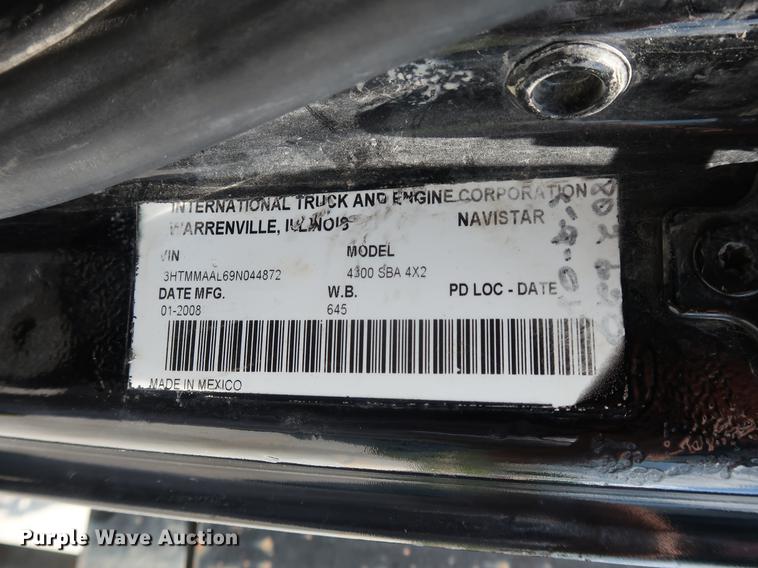 INTERNATIONAL TRUCK AND ENGINE CORPORATION
WARRENVILLE, ILLINOIS NAVISTAR
VIN MODEL
3HTMMAAL69N044872 4300 SBA 4X2
DATE MFG. W.B. PD LOC - DATE
01-2008 645
MADE IN MEXICO
Purple Wave Auction